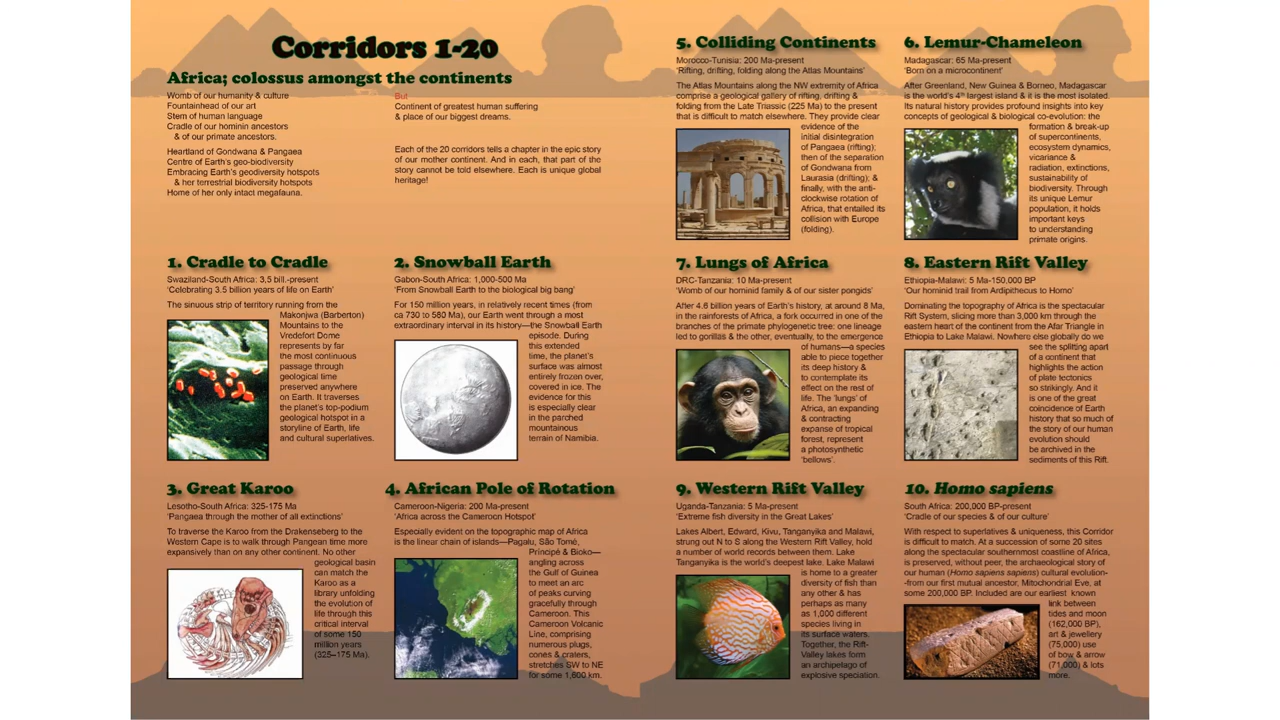 Corridors 1-20
Africa; colossus amongst the continents
Womb of our humanity & culture
Fountainhead of our art
Stem of human language
Cradle of our hominin ancestors
& of our primate ancestors.
Heartland of Gondwana & Pangaea
Centre of Earth's geo-biodiversity
Embracing Earth's geodiversity hotspots
& her terrestrial biodiversity hotspots
Home of her only intact megafauna.
But
Continent of greatest human suffering
& place of our biggest dreams.
Each of the 20 corridors tells a chapter in the epic story
of our mother continent. And in each, that part of the
story cannot be told elsewhere. Each is unique global
heritage!
1. Cradle to Cradle
Swaziland-South Africa: 3,5 bill.-present
'Celebrating 3.5 billion years of life on Earth'
The sinuous strip of territory running from the
Makonjwa (Barberton)
Mountains to the
Vredefort Dome
represents by far
the most continuous
passage through
geological time
preserved anywhere
on Earth. It traverses
the planet's top-podium
geological hotspot in a
storyline of Earth, life
and cultural superlatives.
2. Snowball Earth
Gabon-South Africa: 1,000-500 Ma
'From Snowball Earth to the biological big bang'
For 150 million years, in relatively recent times (from
ca 730 to 580 Ma), our Earth went through a most
extraordinary interval in its history—the Snowball Earth
episode. During
this extended
time, the planet's
surface was almost
entirely frozen over,
covered in ice. The
evidence for this
is especially clear
in the parched
mountainous
terrain of Namibia.
3. Great Karoo
Lesotho-South Africa: 325-175 Ma
'Pangaea through the mother of all extinctions'
To traverse the Karoo from the Drakenseberg to the
Western Cape is to walk through Pangean time more
expansively than on any other continent. No other
geological basin
can match the
Karoo as a
library unfolding
the evolution of
life through this
critical interval
of some 150
million years
(325–175 Ma).
4. African Pole of Rotation
Cameroon-Nigeria: 200 Ma-present
'Africa across the Cameroon Hotspot'
Especially evident on the topographic map of Africa
is the linear chain of islands—Pagalu, São Tomé,
Príncipé & Bioko—
angling across
the Gulf of Guinea
to meet an arc
of peaks curving
gracefully through
Cameroon. This
Cameroon Volcanic
Line, comprising
numerous plugs,
cones & craters,
stretches SW to NE
for some 1,600 km.
5. Colliding Continents
Morocco-Tunisia: 200 Ma-present
'Rifting, drifting, folding along the Atlas Mountains'
The Atlas Mountains along the NW extremity of Africa
comprise a geological gallery of rifting, drifting &
folding from the Late Triassic (225 Ma) to the present
that is difficult to match elsewhere. They provide clear
evidence of the
initial disintegration
of Pangaea (rifting);
then of the separation
of Gondwana from
Laurasia (drifting); &
finally, with the anti-
clockwise rotation of
Africa, that entailed its
collision with Europe
(folding).
6. Lemur-Chameleon
Madagascar: 65 Ma-present
'Born on a microcontinent'
After Greenland, New Guinea & Borneo, Madagascar
is the world's 4th largest island & it is the most isolated.
Its natural history provides profound insights into key
concepts of geological & biological co-evolution: the
formation & break-up
of supercontinents,
ecosystem dynamics,
vicariance &
radiation, extinctions,
sustainability of
biodiversity. Through
its unique Lemur
population, it holds
important keys
to understanding
primate origins.
7. Lungs of Africa
DRC-Tanzania: 10 Ma-present
'Womb of our hominid family & of our sister pongids'
After 4.6 billion years of Earth's history, at around 8 Ma,
in the rainforests of Africa, a fork occurred in one of the
branches of the primate phylogenetic tree: one lineage
led to gorillas & the other, eventually, to the emergence
of humans—a species
able to piece together
its deep history &
to contemplate its
effect on the rest of
life. The 'lungs' of
Africa, an expanding
& contracting
expanse of tropical
forest, represent
a photosynthetic
'bellows'.
8. Eastern Rift Valley
Ethiopia-Malawi: 5 Ma-150,000 BP
'Our hominid trail from Ardipithecus to Homo'
Dominating the topography of Africa is the spectacular
Rift System, slicing more than 3,000 km through the
eastern heart of the continent from the Afar Triangle in
Ethiopia to Lake Malawi. Nowhere else globally do we
see the splitting apart
of a continent that
highlights the action
of plate tectonics
so strikingly. And it
is one of the great
coincidence of Earth
history that so much of
the story of our human
evolution should
be archived in the
sediments of this Rift.
9. Western Rift Valley
Uganda-Tanzania: 5 Ma-present
'Extreme fish diversity in the Great Lakes'
Lakes Albert, Edward, Kivu, Tanganyika and Malawi,
strung out N to S along the Western Rift Valley, hold
a number of world records between them. Lake
Tanganyika is the world's deepest lake. Lake Malawi
is home to a greater
diversity of fish than
any other & has
perhaps as many
as 1,000 different
species living in
its surface waters.
Together, the Rift-
Valley lakes form
an archipelago of
explosive speciation.
10. Homo sapiens
South Africa: 200,000 BP-present
'Cradle of our species & of our culture'
With respect to superlatives & uniqueness, this Corridor
is difficult to match. At a succession of some 20 sites
along the spectacular southernmost coastline of Africa,
is preserved, without peer, the archaeological story of
our human (Homo sapiens sapiens) cultural evolution-
-from our first mutual ancestor, Mitochondrial Eve, at
some 200,000 BP. Included are our earliest known
link between
tides and moon
(162,000 BP),
art & jewellery
(75,000) use
of bow & arrow
(71,000) & lots
more.